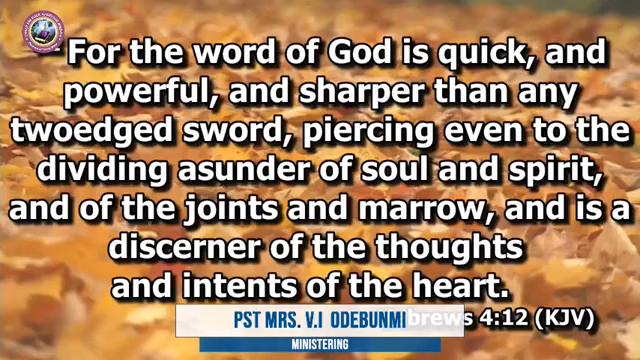 For the word of God is quick, and
powerful, and sharper than any
twoedged sword, piercing even to the
dividing asunder of soul and spirit,
and of the joints and marrow, and is a
discerner of the thoughts
and intents of the heart.
brews 4:12 (KJV)
PST MRS. V.I ODEBUNMI
MINISTERING